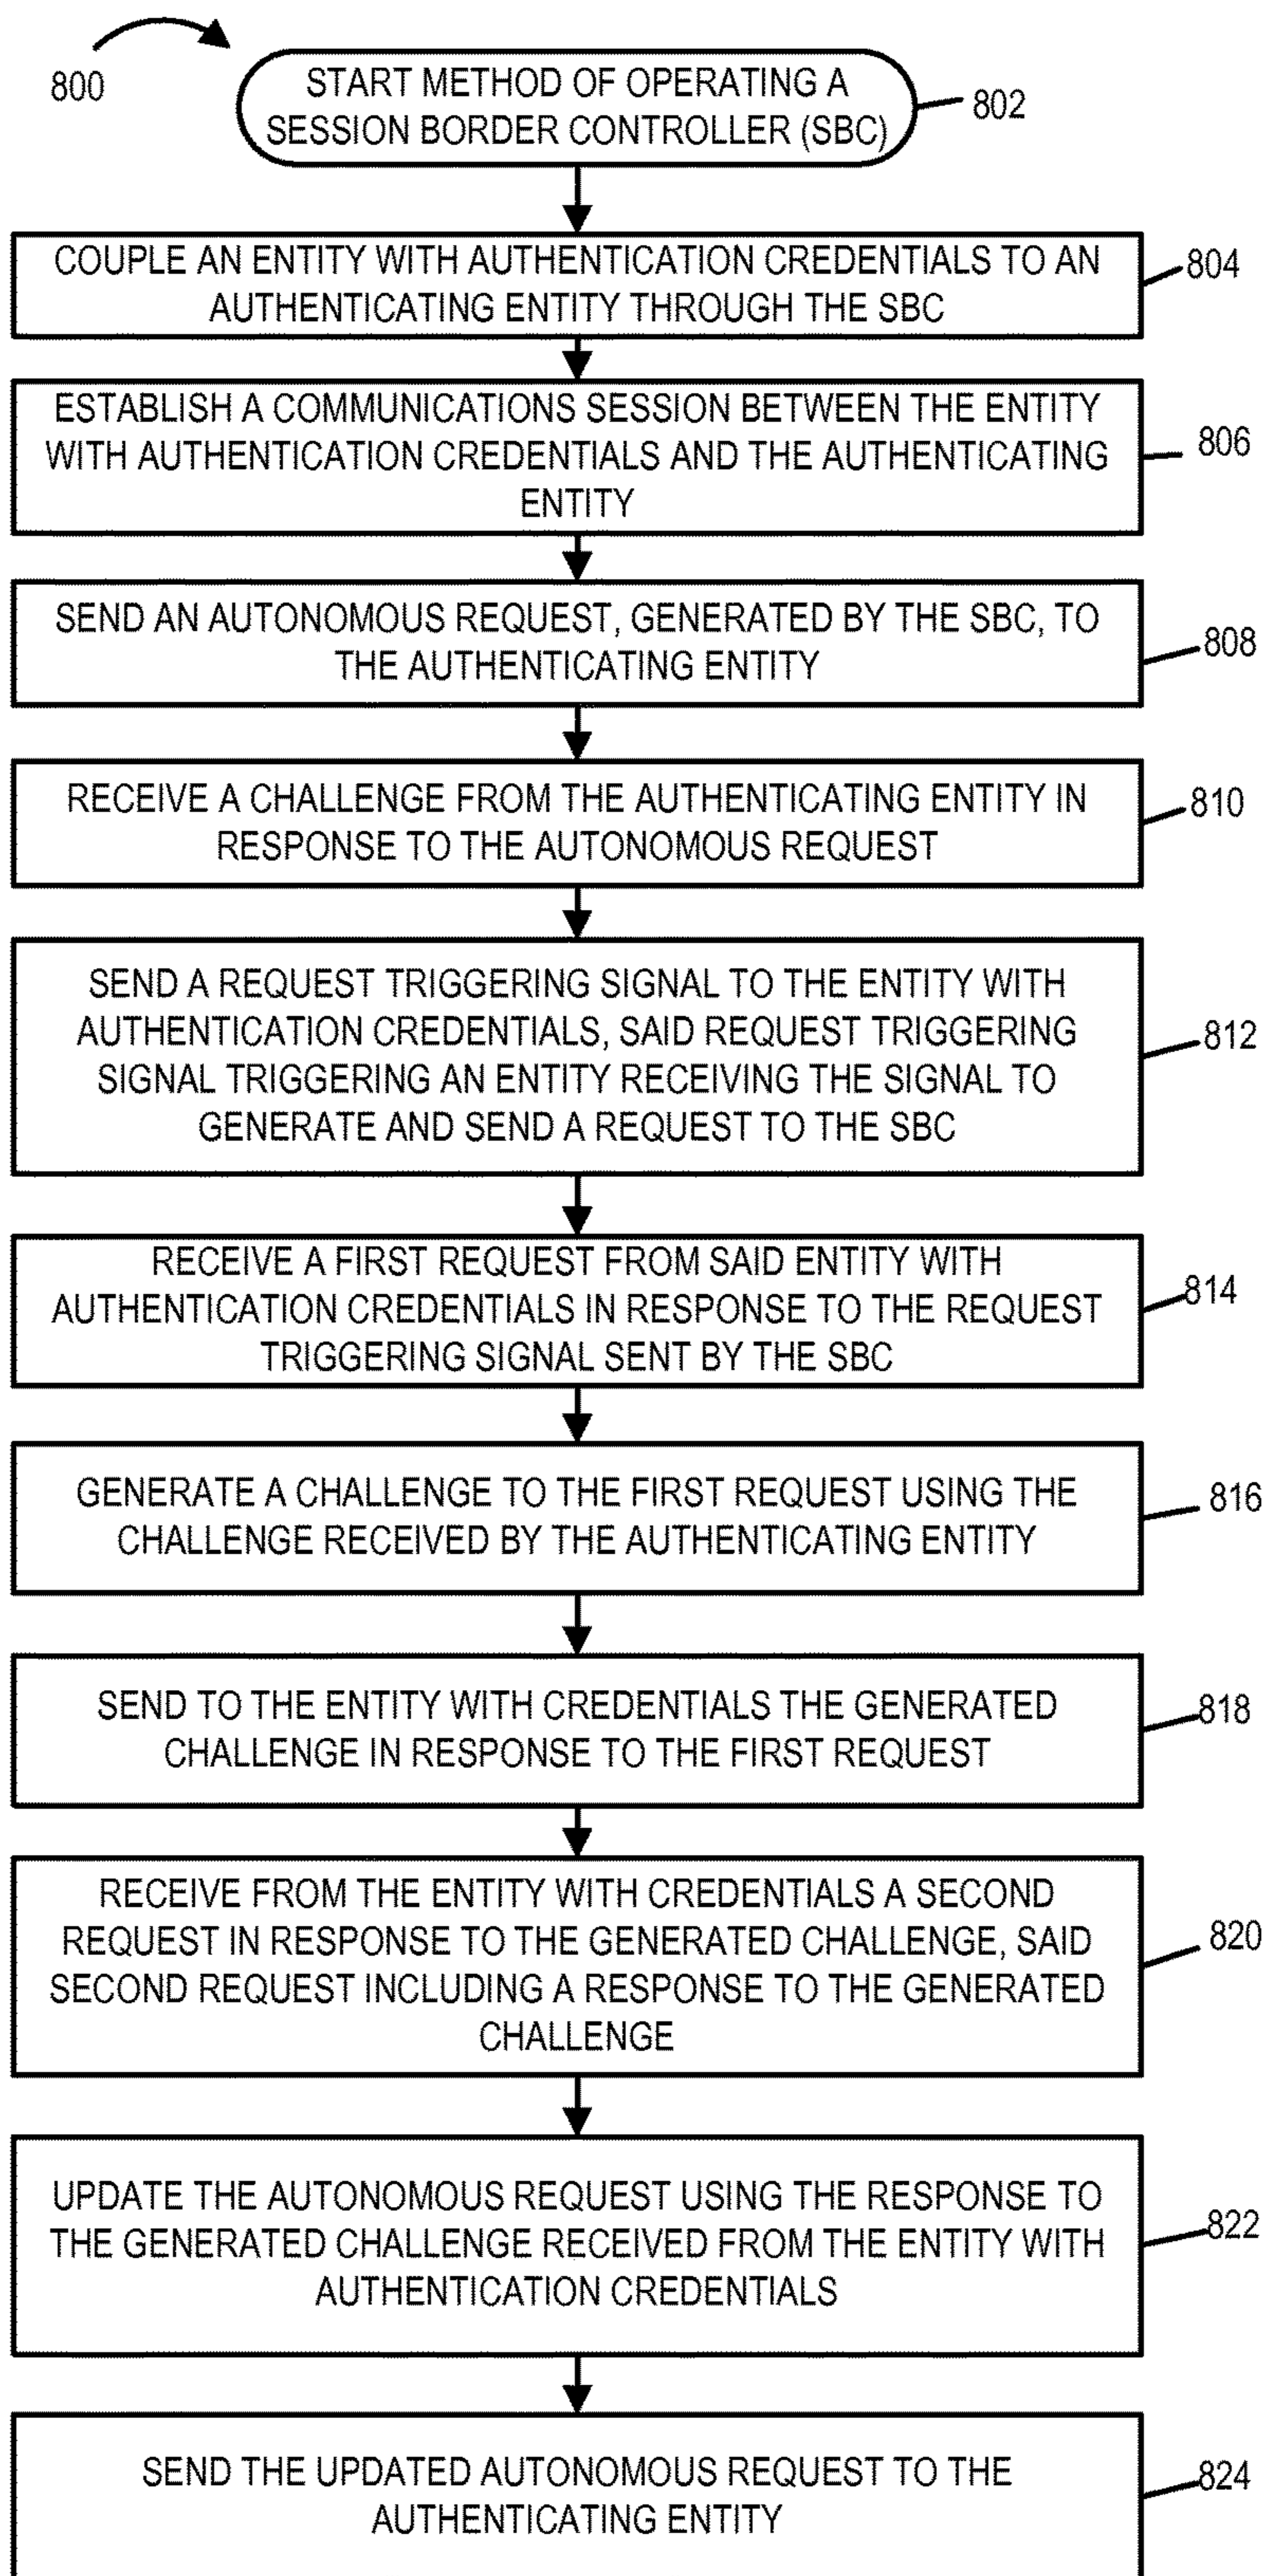 800
START METHOD OF OPERATING A
SESSION BORDER CONTROLLER (SBC)
802
COUPLE AN ENTITY WITH AUTHENTICATION CREDENTIALS TO AN
AUTHENTICATING ENTITY THROUGH THE SBC
804
ESTABLISH A COMMUNICATIONS SESSION BETWEEN THE ENTITY
WITH AUTHENTICATION CREDENTIALS AND THE AUTHENTICATING
ENTITY
806
SEND AN AUTONOMOUS REQUEST, GENERATED BY THE SBC, TO
THE AUTHENTICATING ENTITY
808
RECEIVE A CHALLENGE FROM THE AUTHENTICATING ENTITY IN
RESPONSE TO THE AUTONOMOUS REQUEST
810
SEND A REQUEST TRIGGERING SIGNAL TO THE ENTITY WITH
AUTHENTICATION CREDENTIALS, SAID REQUEST TRIGGERING
SIGNAL TRIGGERING AN ENTITY RECEIVING THE SIGNAL TO
GENERATE AND SEND A REQUEST TO THE SBC
812
RECEIVE A FIRST REQUEST FROM SAID ENTITY WITH
AUTHENTICATION CREDENTIALS IN RESPONSE TO THE REQUEST
TRIGGERING SIGNAL SENT BY THE SBC
814
GENERATE A CHALLENGE TO THE FIRST REQUEST USING THE
CHALLENGE RECEIVED BY THE AUTHENTICATING ENTITY
816
SEND TO THE ENTITY WITH CREDENTIALS THE GENERATED
CHALLENGE IN RESPONSE TO THE FIRST REQUEST
818
RECEIVE FROM THE ENTITY WITH CREDENTIALS A SECOND
REQUEST IN RESPONSE TO THE GENERATED CHALLENGE, SAID
SECOND REQUEST INCLUDING A RESPONSE TO THE GENERATED
CHALLENGE
820
UPDATE THE AUTONOMOUS REQUEST USING THE RESPONSE TO
THE GENERATED CHALLENGE RECEIVED FROM THE ENTITY WITH
AUTHENTICATION CREDENTIALS
822
SEND THE UPDATED AUTONOMOUS REQUEST TO THE
AUTHENTICATING ENTITY
824